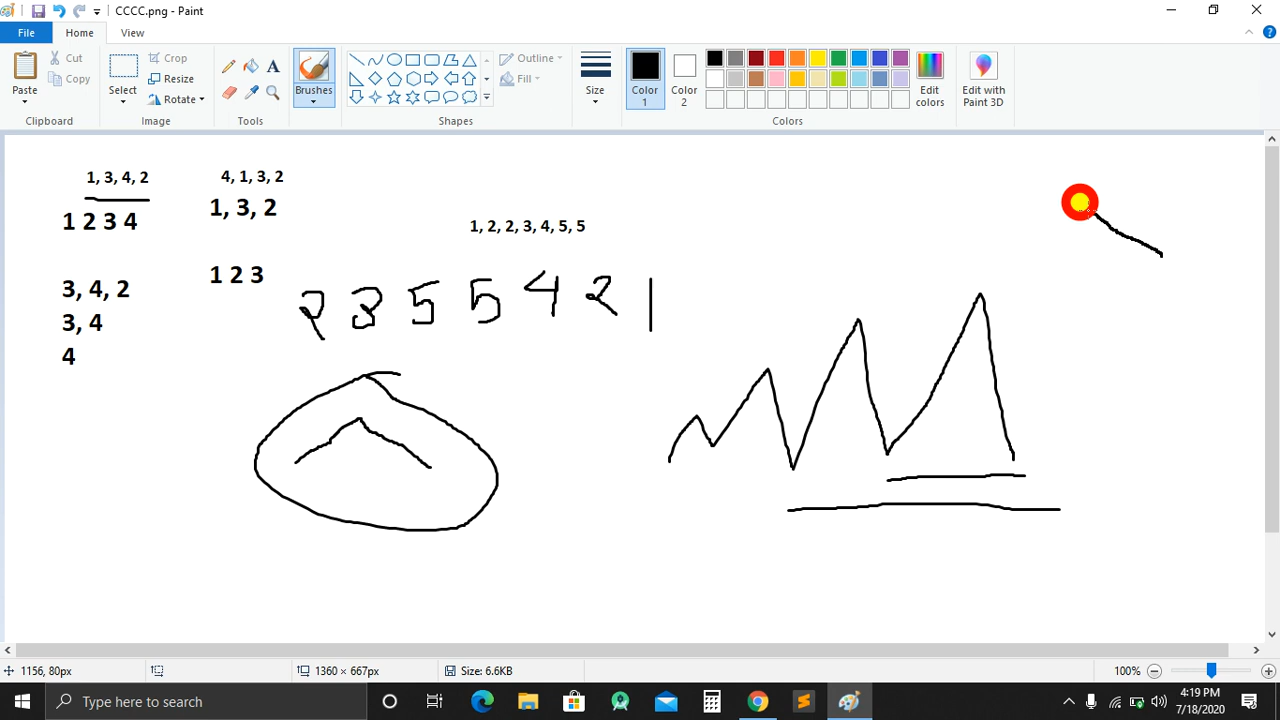 CCCC.png - Paint
File Home View
Paste
Cut
Copy
Clipboard
Select
Crop
Resize
Rotate
Image
Tools
Brushes
Shapes
Outline
Fill
Size
Color 1
Color 2
Colors
Edit colors
Edit with Paint 3D
1, 3, 4, 2
1 2 3 4
3, 4, 2
3, 4
4
4, 1, 3, 2
1, 3, 2
1 2 3
1, 2, 2, 3, 4, 5, 5
2 3 5 5 4 2 1
1156, 80px
1360 × 667px
Size: 6.6KB
100%
Type here to search
4:19 PM
7/18/2020